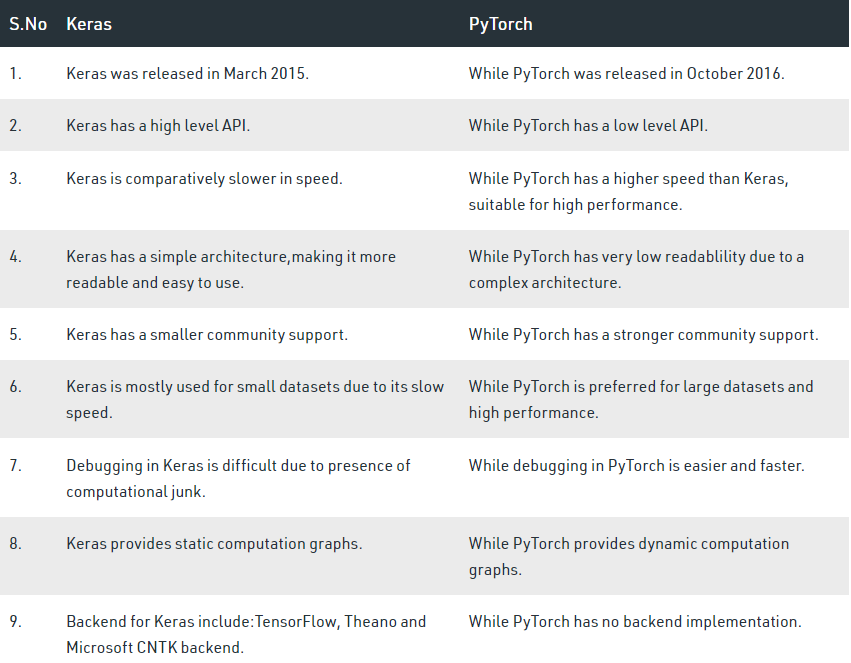 S.No Keras PyTorch
1. Keras was released in March 2015. While PyTorch was released in October 2016.
2. Keras has a high level API. While PyTorch has a low level API.
3. Keras is comparatively slower in speed. While PyTorch has a higher speed than Keras,
suitable for high performance.
4. Keras has a simple architecture,making it more While PyTorch has very low readablility due to a
readable and easy to use. complex architecture.
5. Keras has a smaller community support. While PyTorch has a stronger community support.
6. Keras is mostly used for small datasets due to its slow While PyTorch is preferred for large datasets and
speed. high performance.
7. Debugging in Keras is difficult due to presence of While debugging in PyTorch is easier and faster.
computational junk.
8. Keras provides static computation graphs. While PyTorch provides dynamic computation
graphs.
9. Backend for Keras include:TensorFlow, Theano and While PyTorch has no backend implementation.
Microsoft CNTK backend.